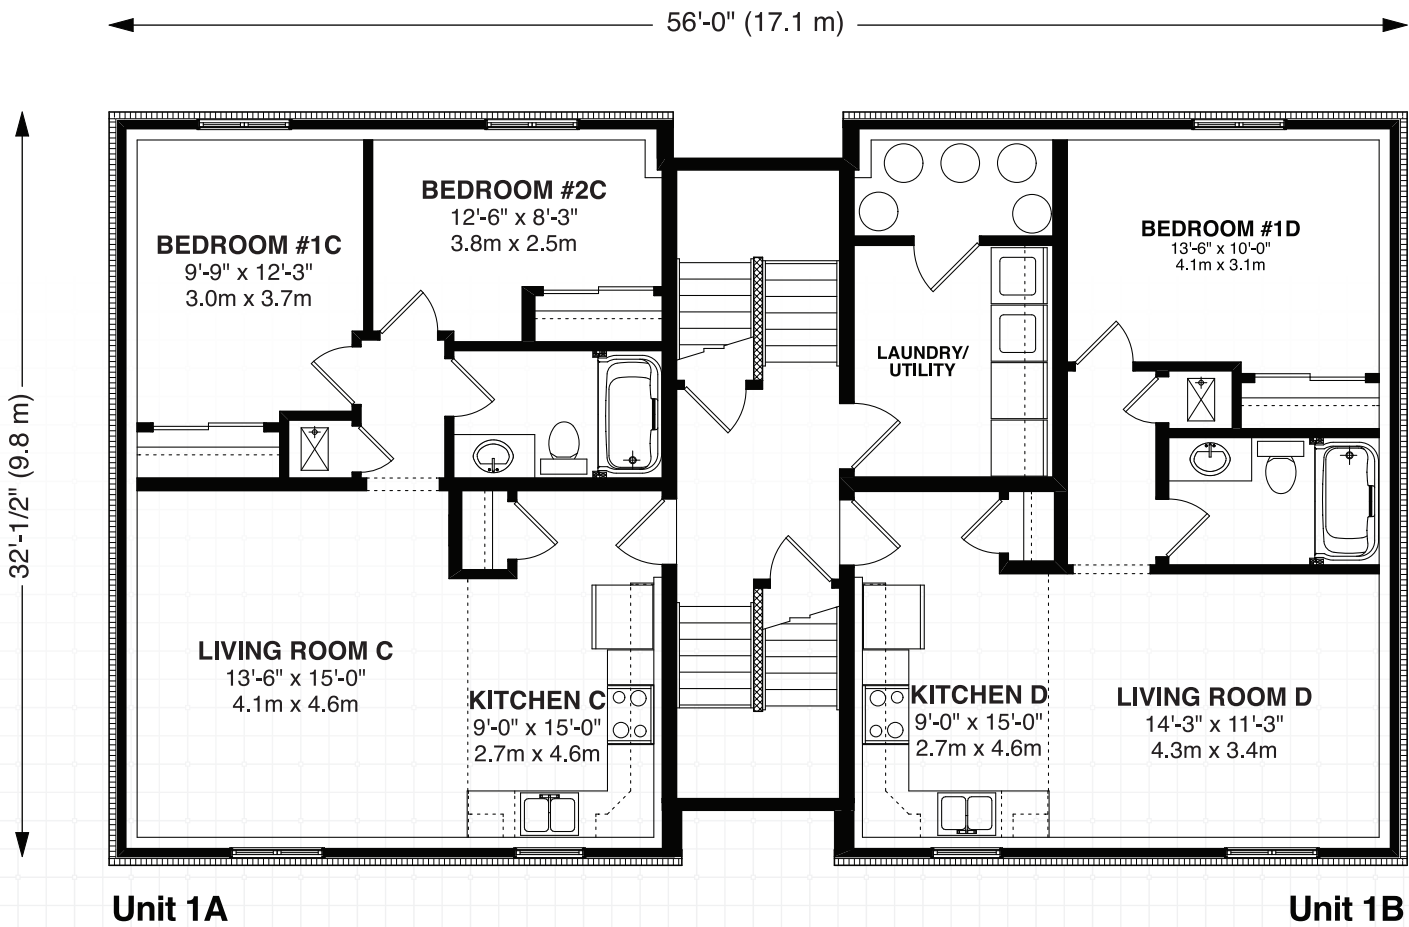 56'-0" (17.1 m)
32'-1/2" (9.8 m)
BEDROOM #1C
9'-9" x 12'-3"
3.0m x 3.7m
BEDROOM #2C
12'-6" x 8'-3"
3.8m x 2.5m
LAUNDRY/
UTILITY
BEDROOM #1D
13'-6" x 10'-0"
4.1m x 3.1m
LIVING ROOM C
13'-6" x 15'-0"
4.1m x 4.6m
KITCHEN C
9'-0" x 15'-0"
2.7m x 4.6m
KITCHEN D
9'-0" x 15'-0"
2.7m x 4.6m
LIVING ROOM D
14'-3" x 11'-3"
4.3m x 3.4m
Unit 1A
Unit 1B